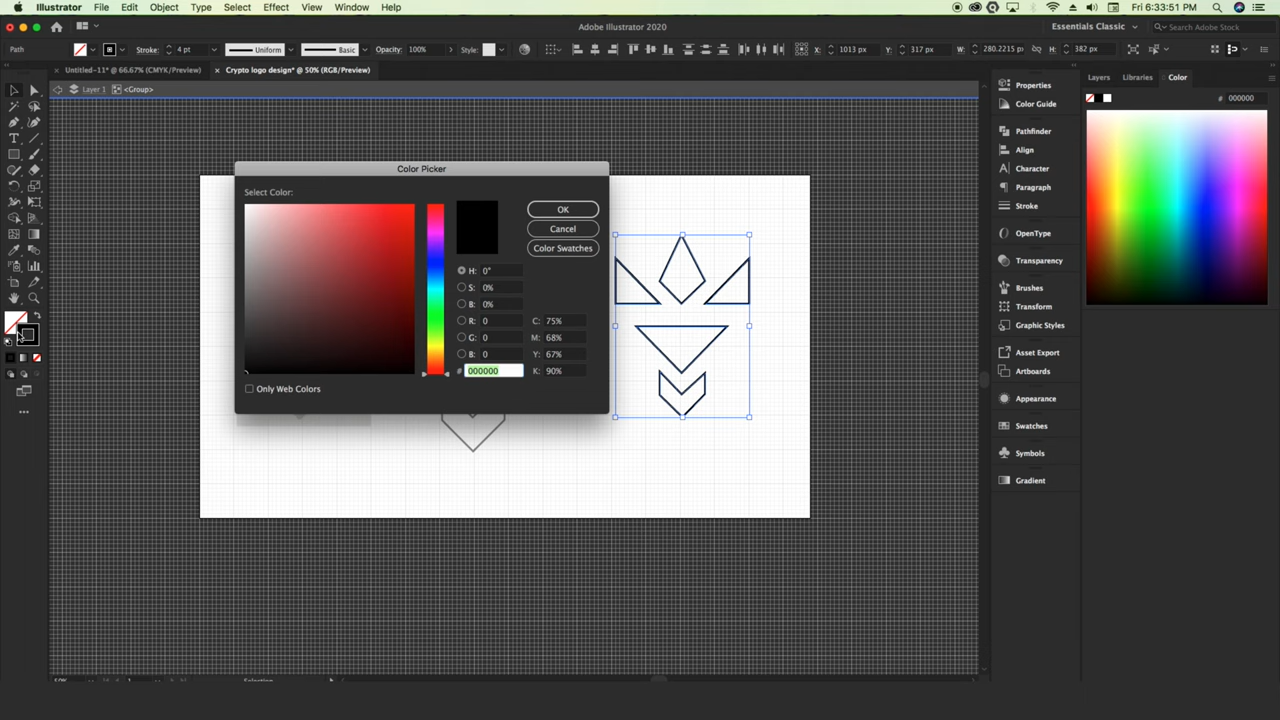 Illustrator File Edit Object Type Select Effect View Window Help Fri 6:33:51 PM
Adobe Illustrator 2020 Essentials Classic Search Adobe Stock
Path Stroke: 4 pt Uniform Basic Opacity: 100% Style: X: 1013 px Y: 317 px W: 280.2215 px H: 382 px
Untitled-11* @ 66.67% (CMYK/Preview) Crypto logo design* @ 50% (RGB/Preview)
Layer 1 <Group>
Layers Libraries Color
# 000000
Properties
Color Guide
Pathfinder
Align
Character
Paragraph
Stroke
OpenType
Transparency
Brushes
Transform
Graphic Styles
Asset Export
Artboards
Appearance
Swatches
Symbols
Gradient
Color Picker
Select Color:
OK
Cancel
Color Swatches
H: 0°
S: 0%
B: 0%
R: 0 C: 75%
G: 0 M: 68%
B: 0 Y: 67%
# 000000 K: 90%
Only Web Colors
50% 1 Selection